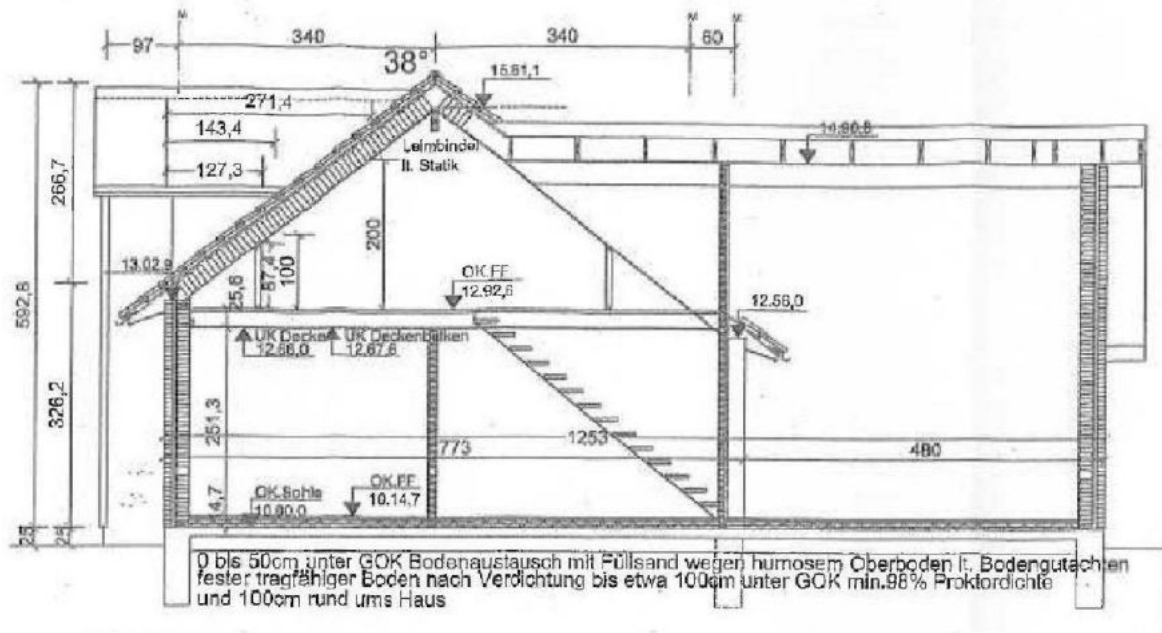 M M M
97 340 340 60
38°
15.61,1
271,4
143,4
Leimbinder
lt. Statik
14.90,8
127,3
266,7
200
13.02,9
OK.FF
12.92,6
25,6
100
12.56,0
592,8
UK Decke UK Deckenbalken
12.66,0 12.67,6
326,2
251,3
773 1253 480
OK.Sohle OK.FF
10.00,0 10.14,7
4,7
25 25
0 bis 50cm unter GOK Bodenaustausch mit Füllsand wegen humosem Oberboden lt. Bodengutachten
fester tragfähiger Boden nach Verdichtung bis etwa 100cm unter GOK min.98% Proktordichte
und 100cm rund ums Haus